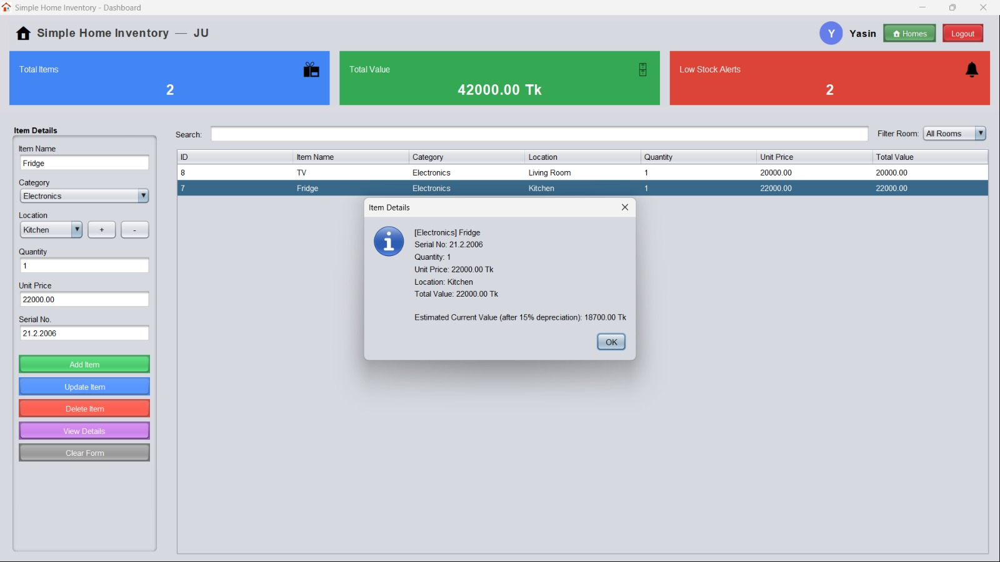 Simple Home Inventory - Dashboard
Simple Home Inventory — JU
Y Yasin Homes Logout
Total Items
2
Total Value
42000.00 Tk
Low Stock Alerts
2
Item Details
Item Name
Fridge
Category
Electronics
Location
Kitchen + -
Quantity
1
Unit Price
22000.00
Serial No.
21.2.2006
Add Item
Update Item
Delete Item
View Details
Clear Form
Search: Filter Room: All Rooms
ID Item Name Category Location Quantity Unit Price Total Value
8 TV Electronics Living Room 1 20000.00 20000.00
7 Fridge Electronics Kitchen 1 22000.00 22000.00
Item Details
[Electronics] Fridge
Serial No: 21.2.2006
Quantity: 1
Unit Price: 22000.00 Tk
Location: Kitchen
Total Value: 22000.00 Tk
Estimated Current Value (after 15% depreciation): 18700.00 Tk
OK